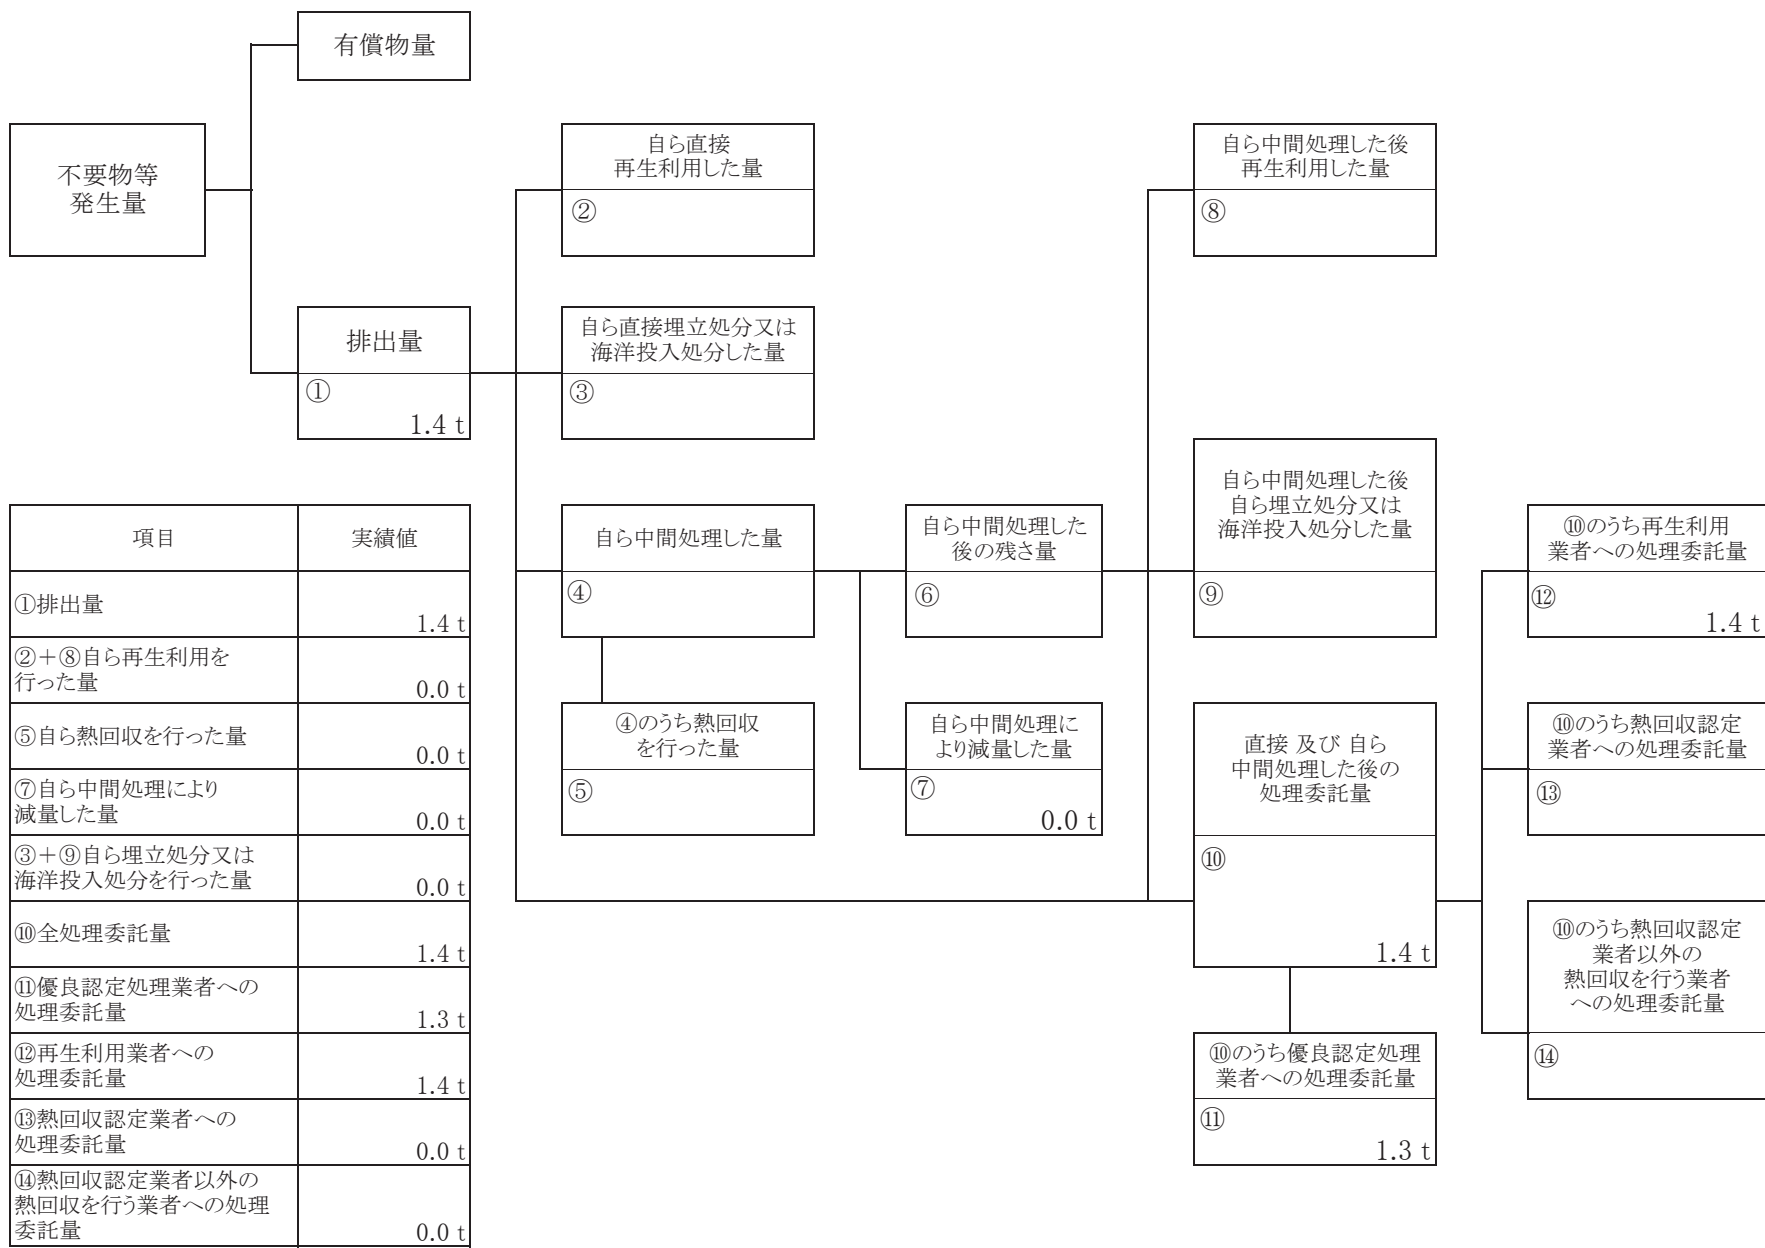 有償物量
不要物等
発生量
排出量
①
1.4 t
自ら直接
再生利用した量
②
自ら直接埋立処分又は
海洋投入処分した量
③
自ら中間処理した量
④
④のうち熱回収
を行った量
⑤
自ら中間処理した
後の残さ量
⑥
自ら中間処理に
より減量した量
⑦
0.0 t
自ら中間処理した後
再生利用した量
⑧
自ら中間処理した後
自ら埋立処分又は
海洋投入処分した量
⑨
直接 及び 自ら
中間処理した後の
処理委託量
⑩
1.4 t
⑩のうち優良認定処理
業者への処理委託量
⑪
1.3 t
⑩のうち再生利用
業者への処理委託量
⑫
1.4 t
⑩のうち熱回収認定
業者への処理委託量
⑬
⑩のうち熱回収認定
業者以外の
熱回収を行う業者
への処理委託量
⑭
項目 実績値
①排出量
1.4 t
②＋⑧自ら再生利用を
行った量
0.0 t
⑤自ら熱回収を行った量
0.0 t
⑦自ら中間処理により
減量した量
0.0 t
③＋⑨自ら埋立処分又は
海洋投入処分を行った量
0.0 t
⑩全処理委託量
1.4 t
⑪優良認定処理業者への
処理委託量
1.3 t
⑫再生利用業者への
処理委託量
1.4 t
⑬熱回収認定業者への
処理委託量
0.0 t
⑭熱回収認定業者以外の
熱回収を行う業者への処理
委託量
0.0 t